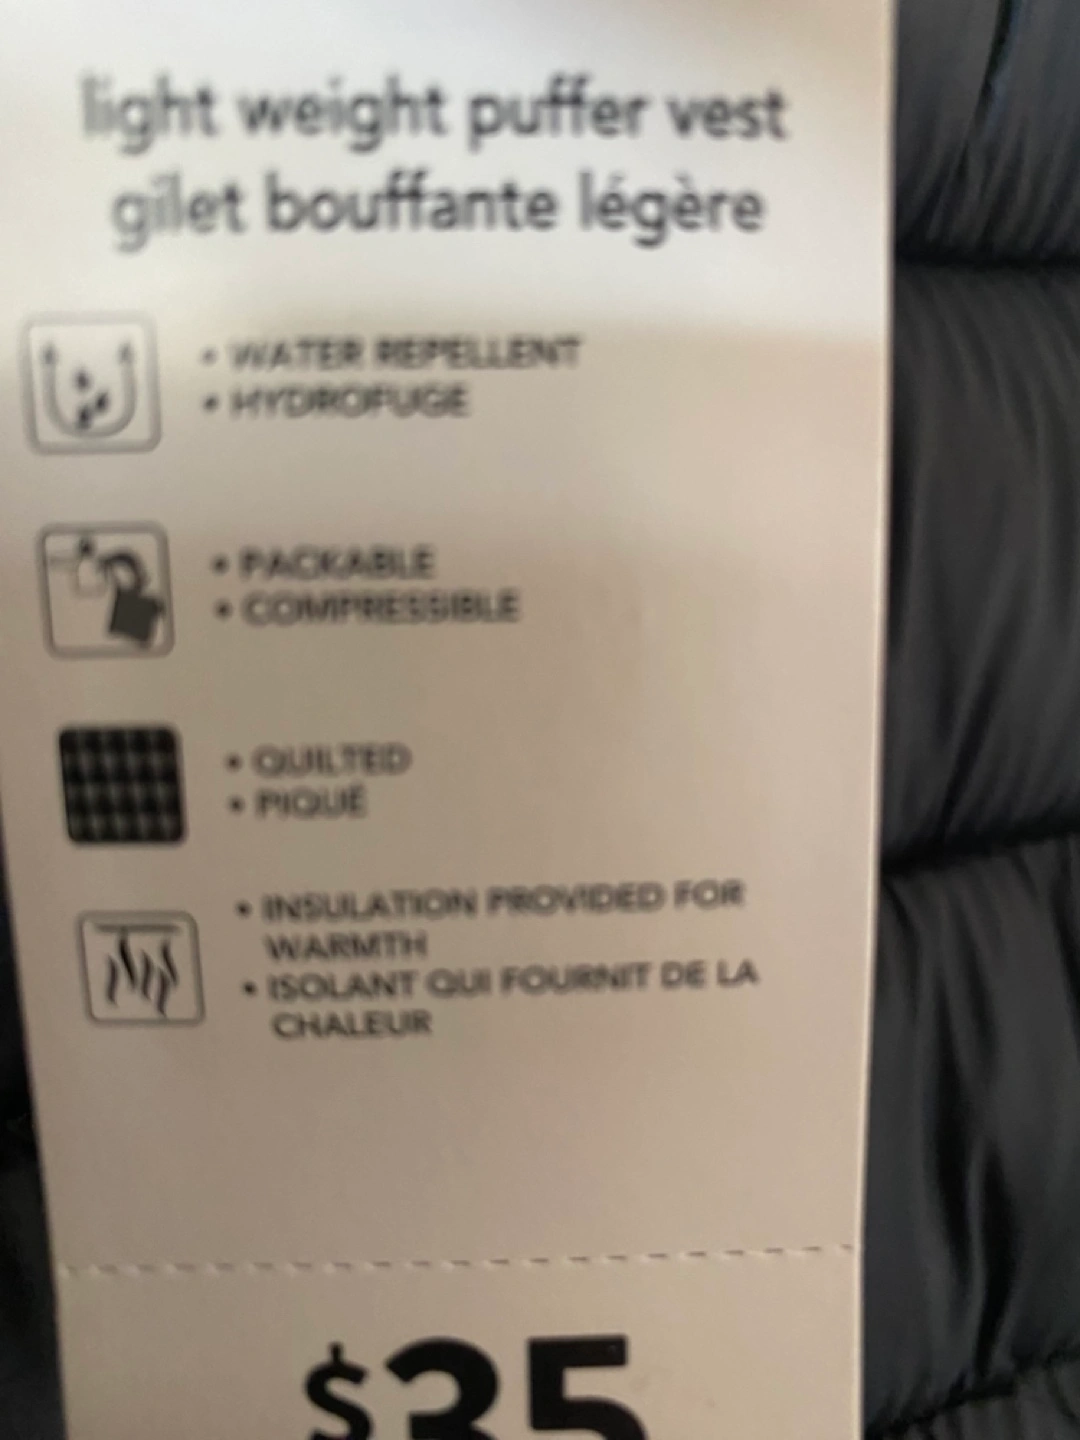 light weight puffer vest
gilet bouffante légère
• WATER REPELLENT
• HYDROFUGE
• PACKABLE
• COMPRESSIBLE
• QUILTED
• PIQUÉ
• INSULATION PROVIDED FOR
WARMTH
• ISOLANT QUI FOURNIT DE LA
CHALEUR
$35